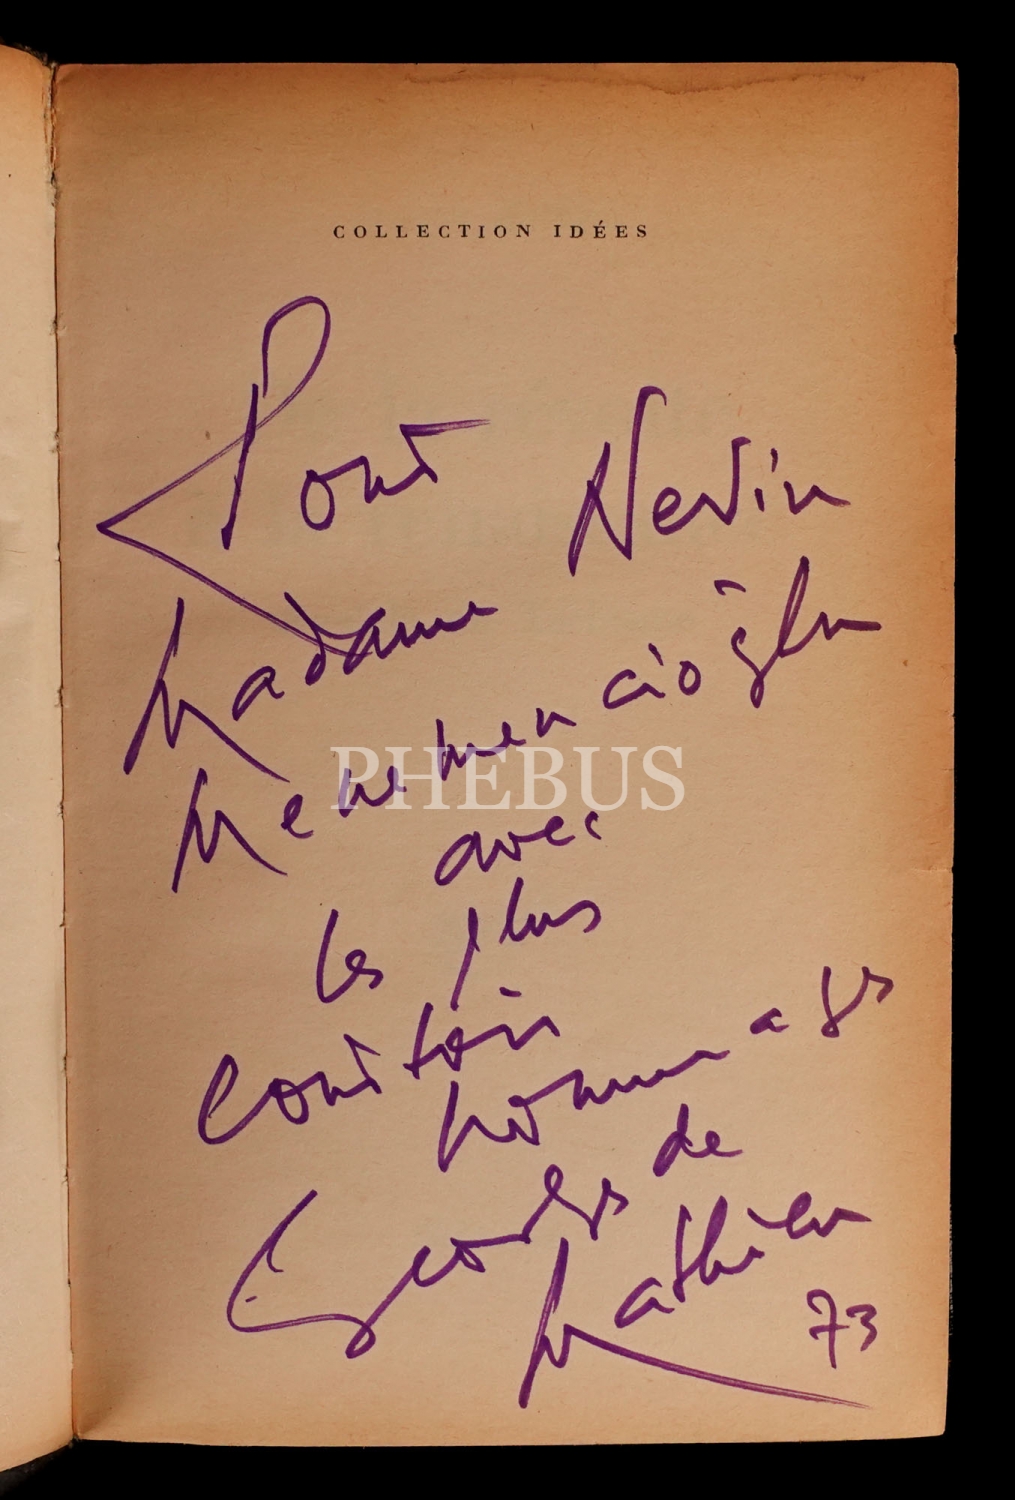 COLLECTION IDÉES
Pour
Madame Nevin
Menemencioğlu
PHEBUS
avec
les plus
courtois
hommages
de
Georges
Mathieu
73